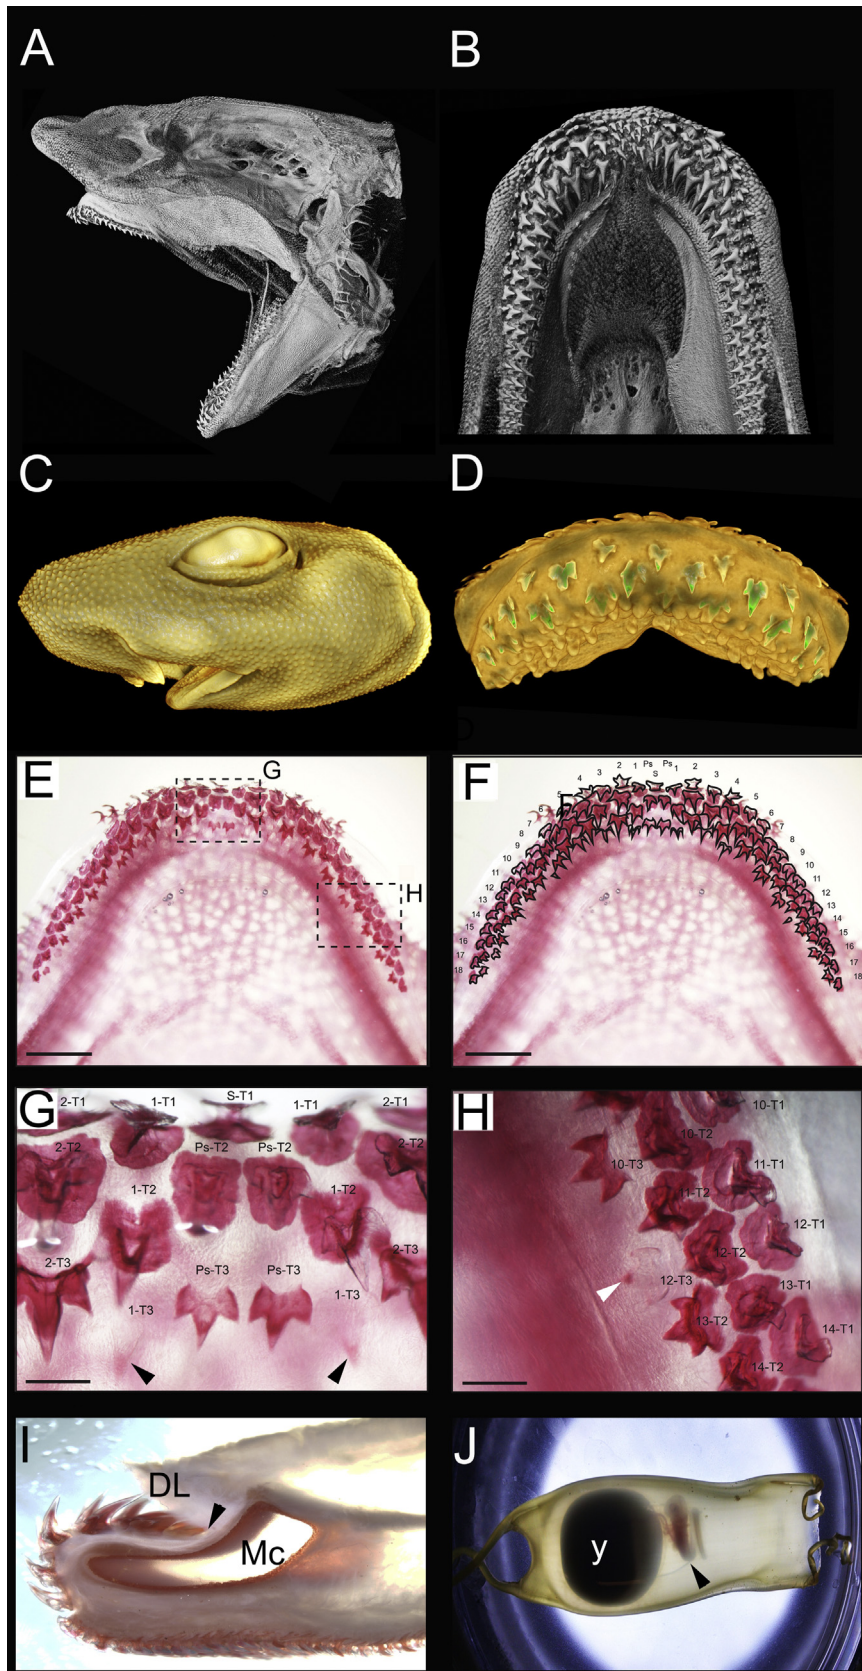 A
B
C
D
D
E
G
H
F
F
5 4 3 2 1 Ps S Ps 1 2 3 4 5
6 6
7 7
8 8
9 9
10 10
11 11
12 12
13 13
14 14
15 15
16 16
17 17
18 18
G
2-T1 1-T1 S-T1 1-T1 2-T1
2-T2 Ps-T2 Ps-T2 2-T2
1-T2 1-T2
2-T3 Ps-T3 Ps-T3 2-T3
1-T3 1-T3
H
10-T1
10-T2
10-T3
11-T1
11-T2
12-T1
12-T2
12-T3
13-T1
13-T2
14-T1
14-T2
I
DL
Mc
J
y